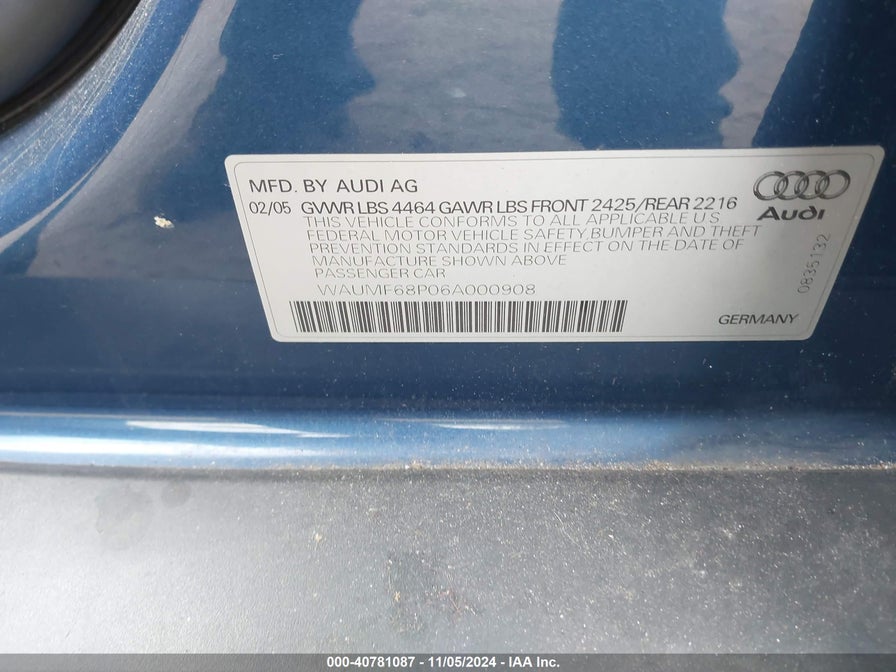 MFD. BY AUDI AG
02/05 GVWR LBS 4464 GAWR LBS FRONT 2425/REAR 2216
THIS VEHICLE CONFORMS TO ALL APPLICABLE U.S
FEDERAL MOTOR VEHICLE SAFETY, BUMPER AND THEFT
PREVENTION STANDARDS IN EFFECT ON THE DATE OF
MANUFACTURE SHOWN ABOVE
PASSENGER CAR
WAUMF68P06A000908
Audi
0835132
GERMANY
000-40781087 - 11/05/2024 - IAA Inc.